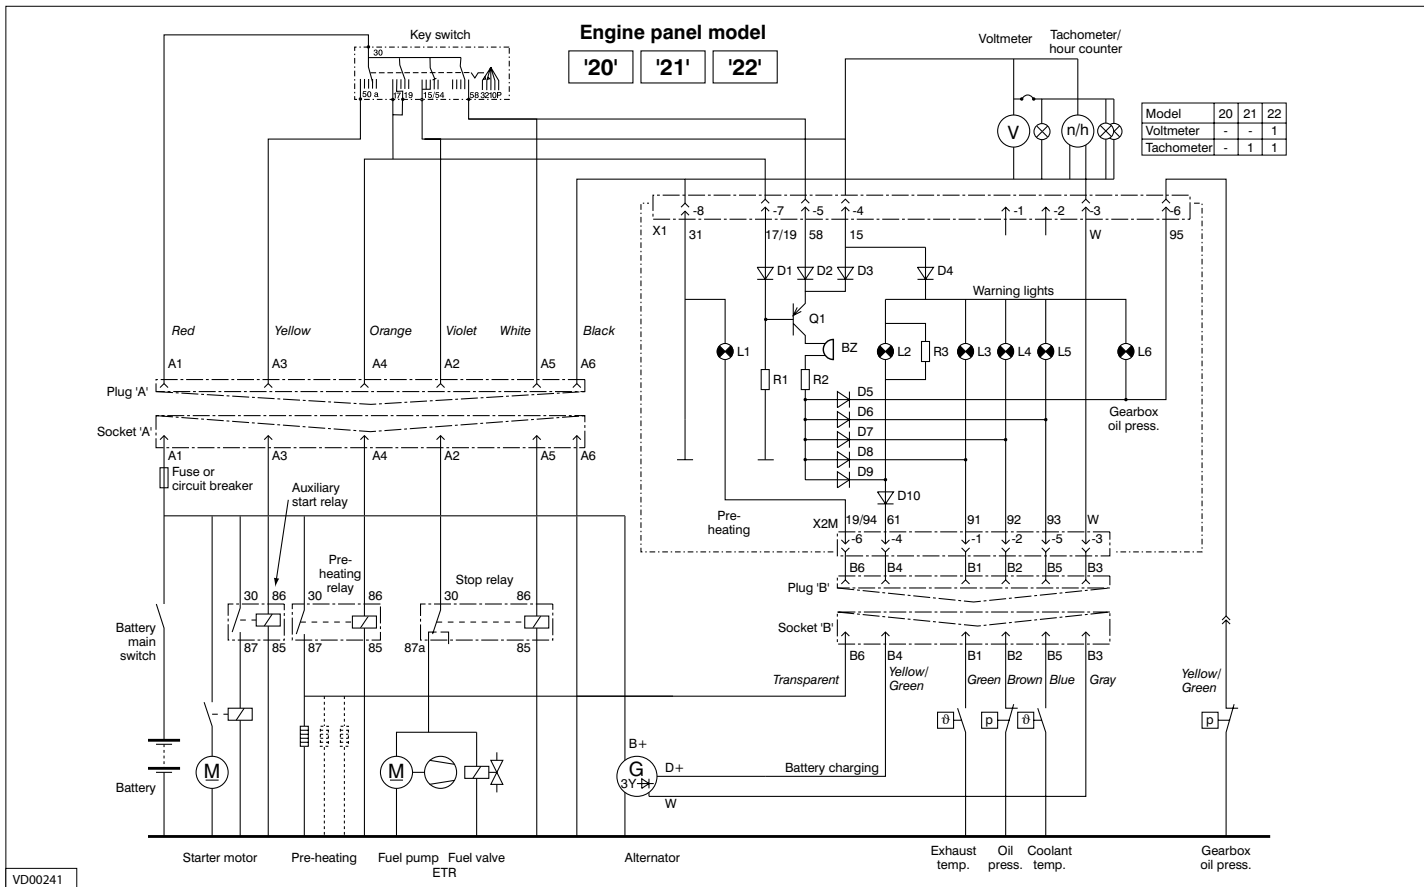 Engine panel model
'20' '21' '22'
Key switch
30
50 a 17/19 15/54 58 3210P
Voltmeter
Tachometer/
hour counter
V
n/h
Model 20 21 22
Voltmeter - - 1
Tachometer - 1 1
X1
-8 -7 -5 -4 -1 -2 -3 -6
31 17/19 58 15 W 95
D1 D2 D3 D4
Warning lights
Q1
BZ
L1 L2 R3 L3 L4 L5 L6
R1 R2
D5
D6
D7
D8
D9
D10
Gearbox
oil press.
Pre-
heating
X2M
19/94 61 91 92 93 W
-6 -4 -1 -2 -5 -3
B6 B4 B1 B2 B5 B3
Plug 'B'
Socket 'B'
B6 B4 B1 B2 B5 B3
Transparent
Yellow/
Green
Green Brown Blue Gray
Yellow/
Green
Red Yellow Orange Violet White Black
A1 A3 A4 A2 A5 A6
Plug 'A'
Socket 'A'
A1 A3 A4 A2 A5 A6
Fuse or
circuit breaker
Auxiliary
start relay
Pre-
heating
relay
Stop relay
30 86 30 86 30 86
87 85 87 85 87a 85
Battery
main
switch
Battery
M
M
B+
G
3Y
D+
W
Battery charging
ϑ p ϑ p
Starter motor
Pre-heating
Fuel pump Fuel valve
ETR
Alternator
Exhaust
temp.
Oil
press.
Coolant
temp.
Gearbox
oil press.
VD00241